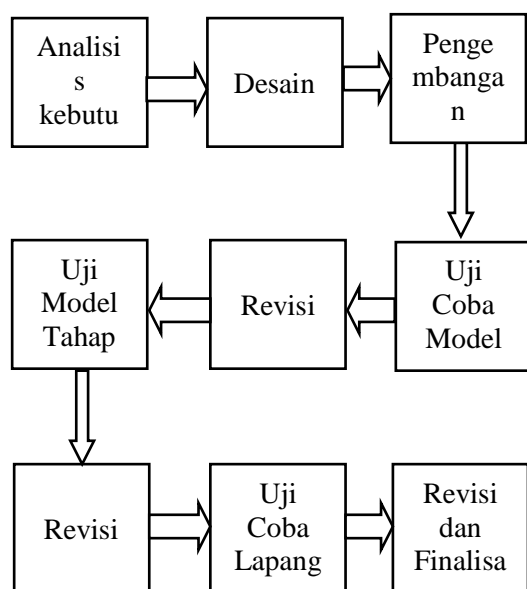 Analisi
s
kebutu
Desain
Penge
mbanga
n
Uji
Coba
Model
Revisi
Uji
Model
Tahap
Revisi
Uji
Coba
Lapang
Revisi
dan
Finalisa